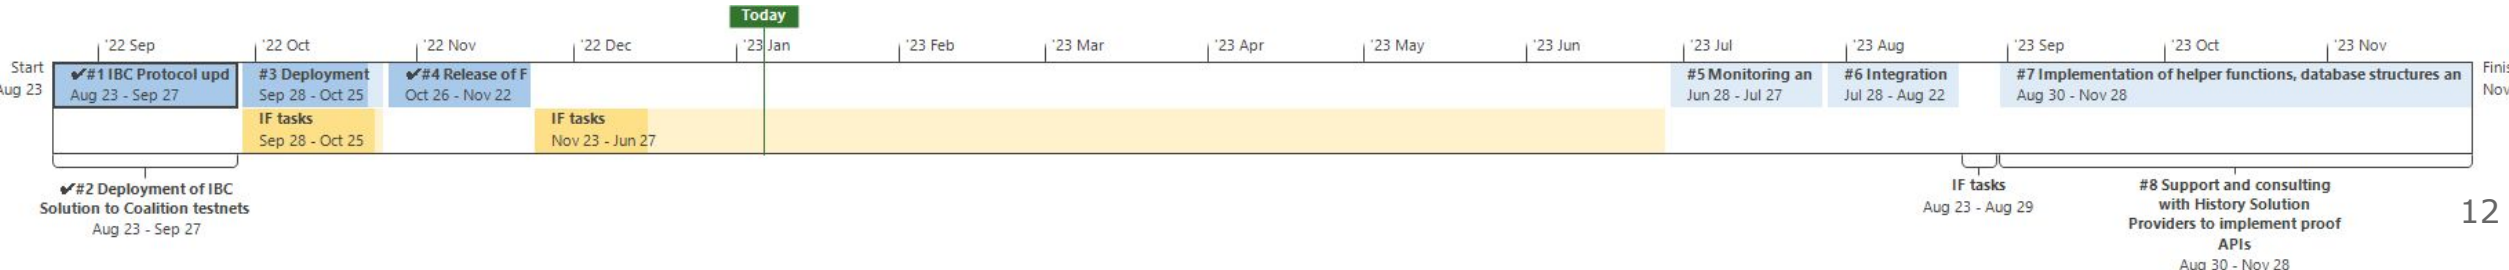 Today
'22 Sep '22 Oct '22 Nov '22 Dec '23 Jan '23 Feb '23 Mar '23 Apr '23 May '23 Jun '23 Jul '23 Aug '23 Sep '23 Oct '23 Nov
Start
Aug 23
✔#1 IBC Protocol upd
Aug 23 - Sep 27
#3 Deployment
Sep 28 - Oct 25
✔#4 Release of F
Oct 26 - Nov 22
#5 Monitoring an
Jun 28 - Jul 27
#6 Integration
Jul 28 - Aug 22
#7 Implementation of helper functions, database structures an
Aug 30 - Nov 28
Finis
Nov
IF tasks
Sep 28 - Oct 25
IF tasks
Nov 23 - Jun 27
✔#2 Deployment of IBC
Solution to Coalition testnets
Aug 23 - Sep 27
IF tasks
Aug 23 - Aug 29
#8 Support and consulting
with History Solution
Providers to implement proof
APIs
Aug 30 - Nov 28
12